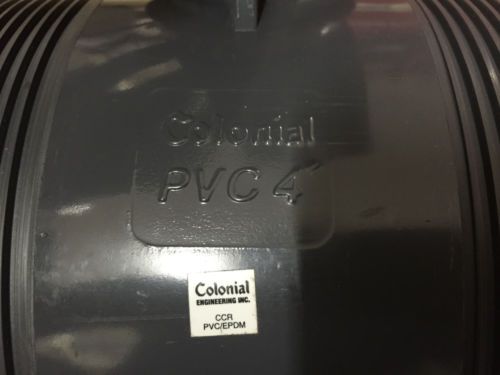 Colonial
PVC 4"
Colonial
ENGINEERING INC.
CCR
PVC/EPDM